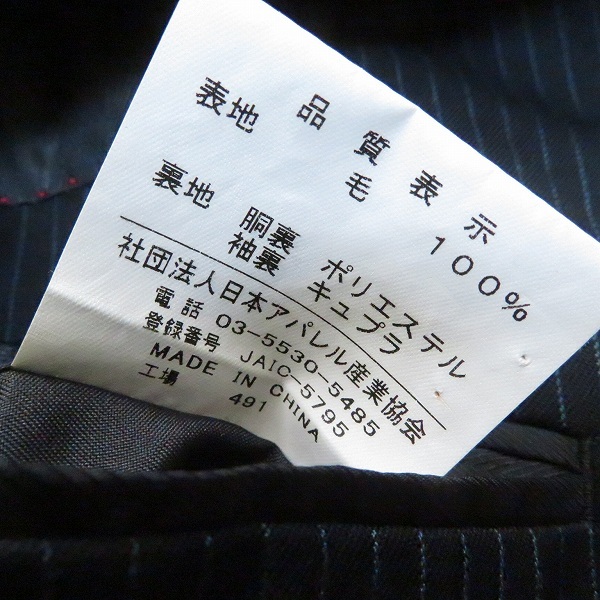 品質表示
表地 毛 100%
裏地 胴裏 ポリエステル
袖裏 キュプラ
社団法人日本アパレル産業協会
電話 03-5530-5485
登録番号 JAIC-5795
MADE IN CHINA
工場 491